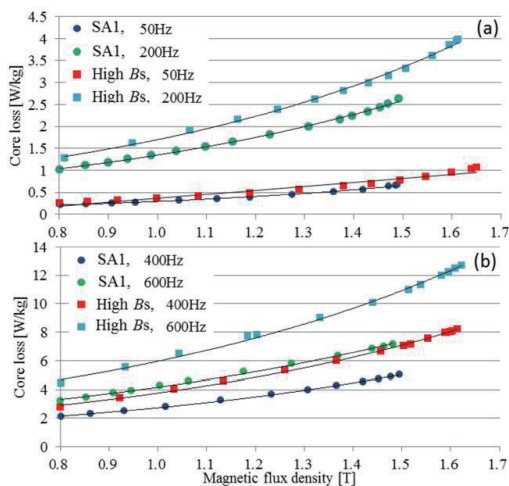 4.5
4
3.5
3
2.5
2
1.5
1
0.5
0
Core loss [W/kg]
SA1, 50Hz
SA1, 200Hz
High Bs, 50Hz
High Bs, 200Hz
(a)
0.8 0.9 1.0 1.1 1.2 1.3 1.4 1.5 1.6 1.7
14
12
10
8
6
4
2
0
Core loss [W/kg]
SA1, 400Hz
SA1, 600Hz
High Bs, 400Hz
High Bs, 600Hz
(b)
0.8 0.9 1.0 1.1 1.2 1.3 1.4 1.5 1.6 1.7
Magnetic flux density [T]